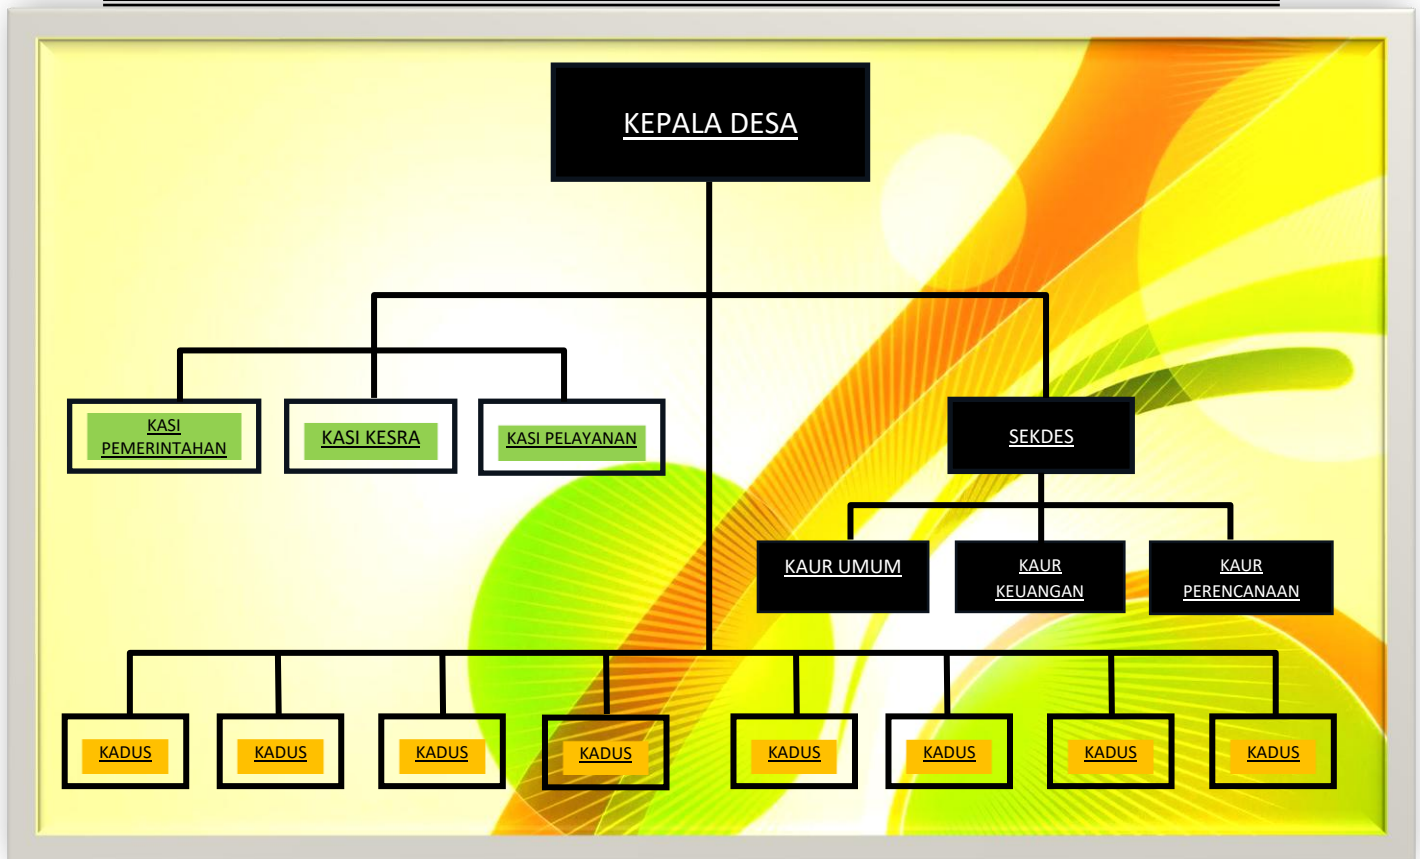 KEPALA DESA
KASI
PEMERINTAHAN
KASI KESRA
KASI PELAYANAN
SEKDES
KAUR UMUM
KAUR
KEUANGAN
KAUR
PERENCANAAN
KADUS
KADUS
KADUS
KADUS
KADUS
KADUS
KADUS
KADUS